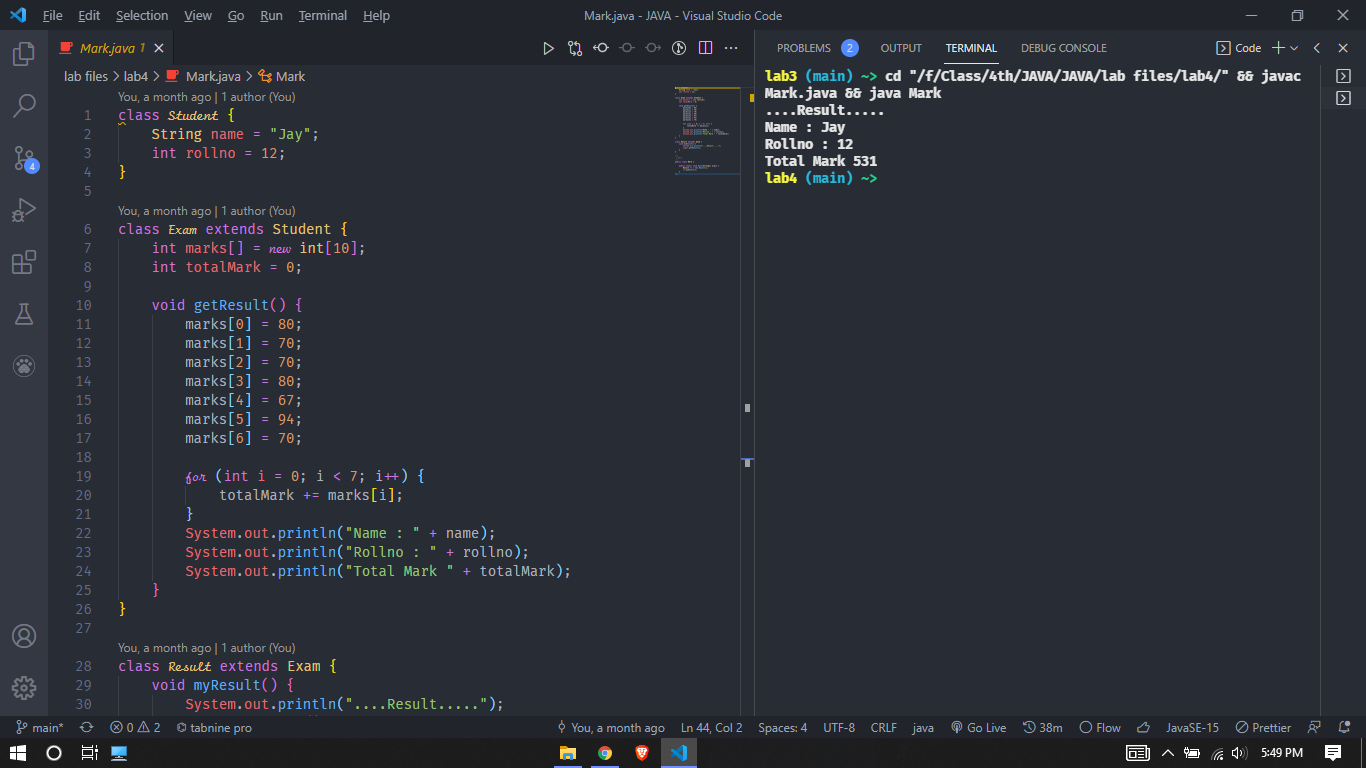 File Edit Selection View Go Run Terminal Help
Mark.java - JAVA - Visual Studio Code
Mark.java 1
lab files > lab4 > Mark.java > Mark
You, a month ago | 1 author (You)
1 class Student {
2 String name = "Jay";
3 int rollno = 12;
4 }
5
You, a month ago | 1 author (You)
6 class Exam extends Student {
7 int marks[] = new int[10];
8 int totalMark = 0;
9
10 void getResult() {
11 marks[0] = 80;
12 marks[1] = 70;
13 marks[2] = 70;
14 marks[3] = 80;
15 marks[4] = 67;
16 marks[5] = 94;
17 marks[6] = 70;
18
19 for (int i = 0; i < 7; i++) {
20 totalMark += marks[i];
21 }
22 System.out.println("Name : " + name);
23 System.out.println("Rollno : " + rollno);
24 System.out.println("Total Mark " + totalMark);
25 }
26 }
27
You, a month ago | 1 author (You)
28 class Result extends Exam {
29 void myResult() {
30 System.out.println("....Result.....");
PROBLEMS 2 OUTPUT TERMINAL DEBUG CONSOLE
Code
lab3 (main) ~> cd "/f/Class/4th/JAVA/JAVA/lab files/lab4/" && javac
Mark.java && java Mark
....Result.....
Name : Jay
Rollno : 12
Total Mark 531
lab4 (main) ~>
4
main* 0 2 tabnine pro You, a month ago Ln 44, Col 2 Spaces: 4 UTF-8 CRLF java Go Live 38m Flow JavaSE-15 Prettier
5:49 PM